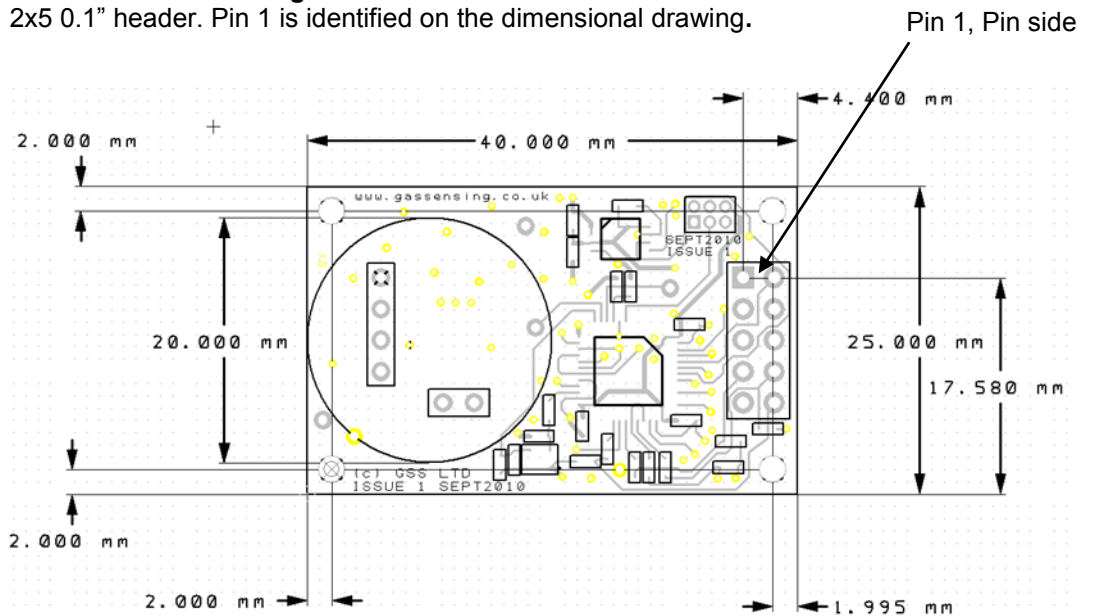 2x5 0.1” header. Pin 1 is identified on the dimensional drawing.
Pin 1, Pin side
4.400 mm
2.000 mm
40.000 mm
www.gassensing.co.uk
SEPT2010
ISSUE 1
20.000 mm
25.000 mm
17.580 mm
(c) GSS LTD
ISSUE 1 SEPT2010
2.000 mm
2.000 mm
1.995 mm